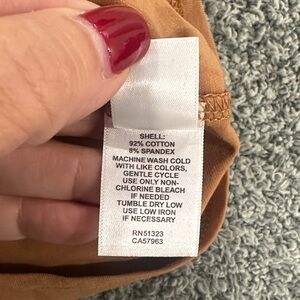 SHELL:
92% COTTON
8% SPANDEX
MACHINE WASH COLD
WITH LIKE COLORS,
GENTLE CYCLE
USE ONLY NON-
CHLORINE BLEACH
IF NEEDED
TUMBLE DRY LOW
USE LOW IRON
IF NECESSARY
RN51323
CA57963